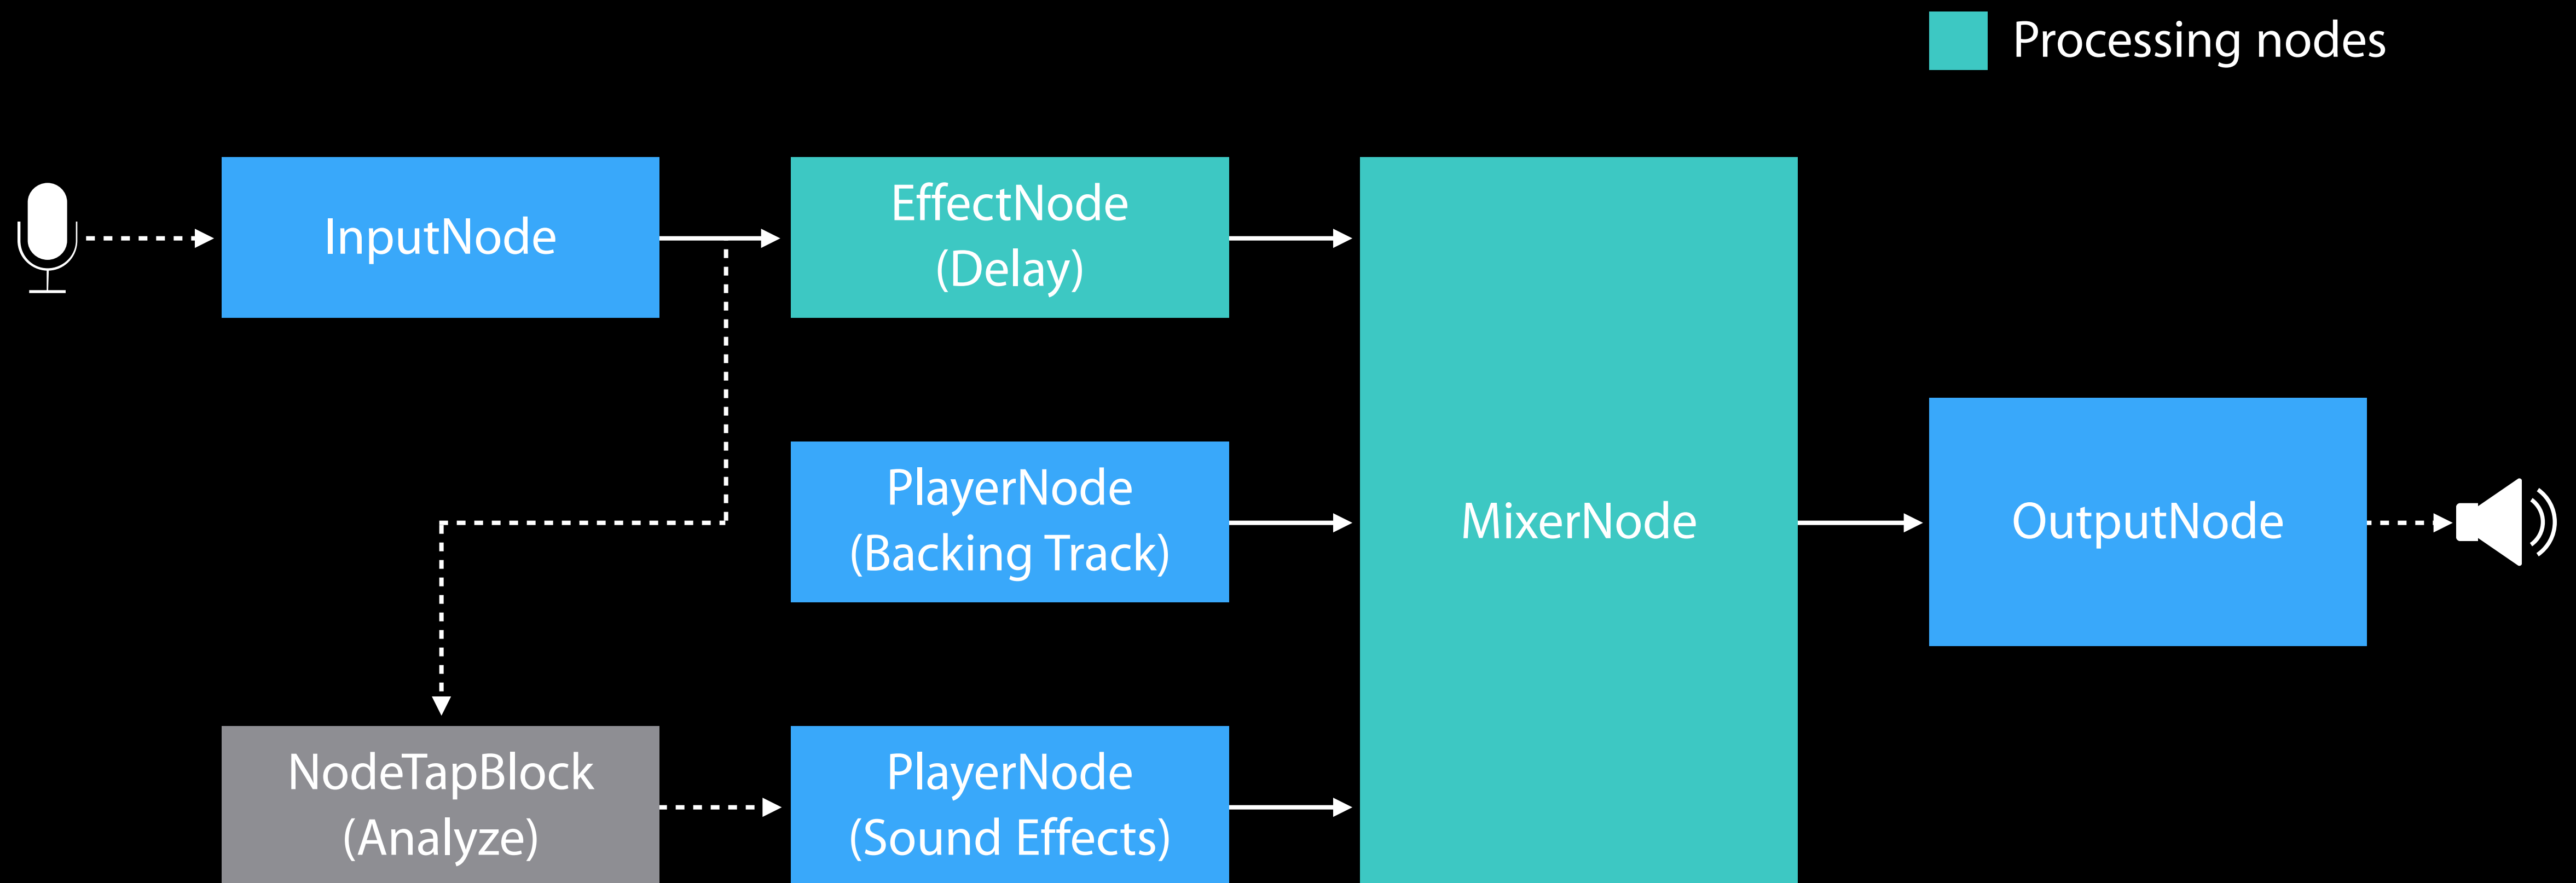 Processing nodes
InputNode
EffectNode
(Delay)
PlayerNode
(Backing Track)
MixerNode
OutputNode
NodeTapBlock
(Analyze)
PlayerNode
(Sound Effects)